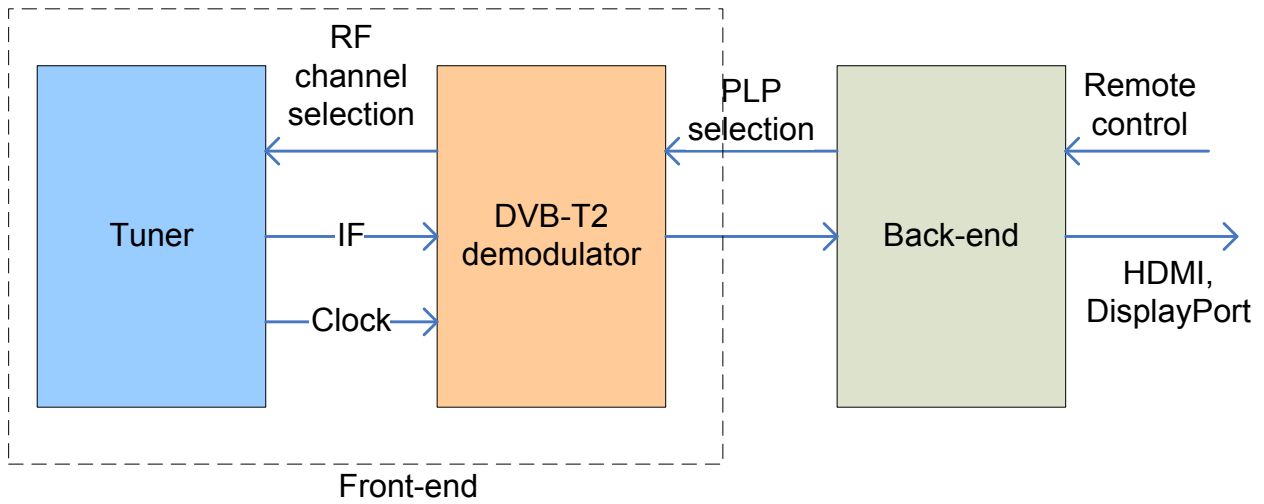 RF
channel
selection
PLP
selection
Remote
control
Tuner
IF
DVB-T2
demodulator
Back-end
Clock
HDMI,
DisplayPort
Front-end